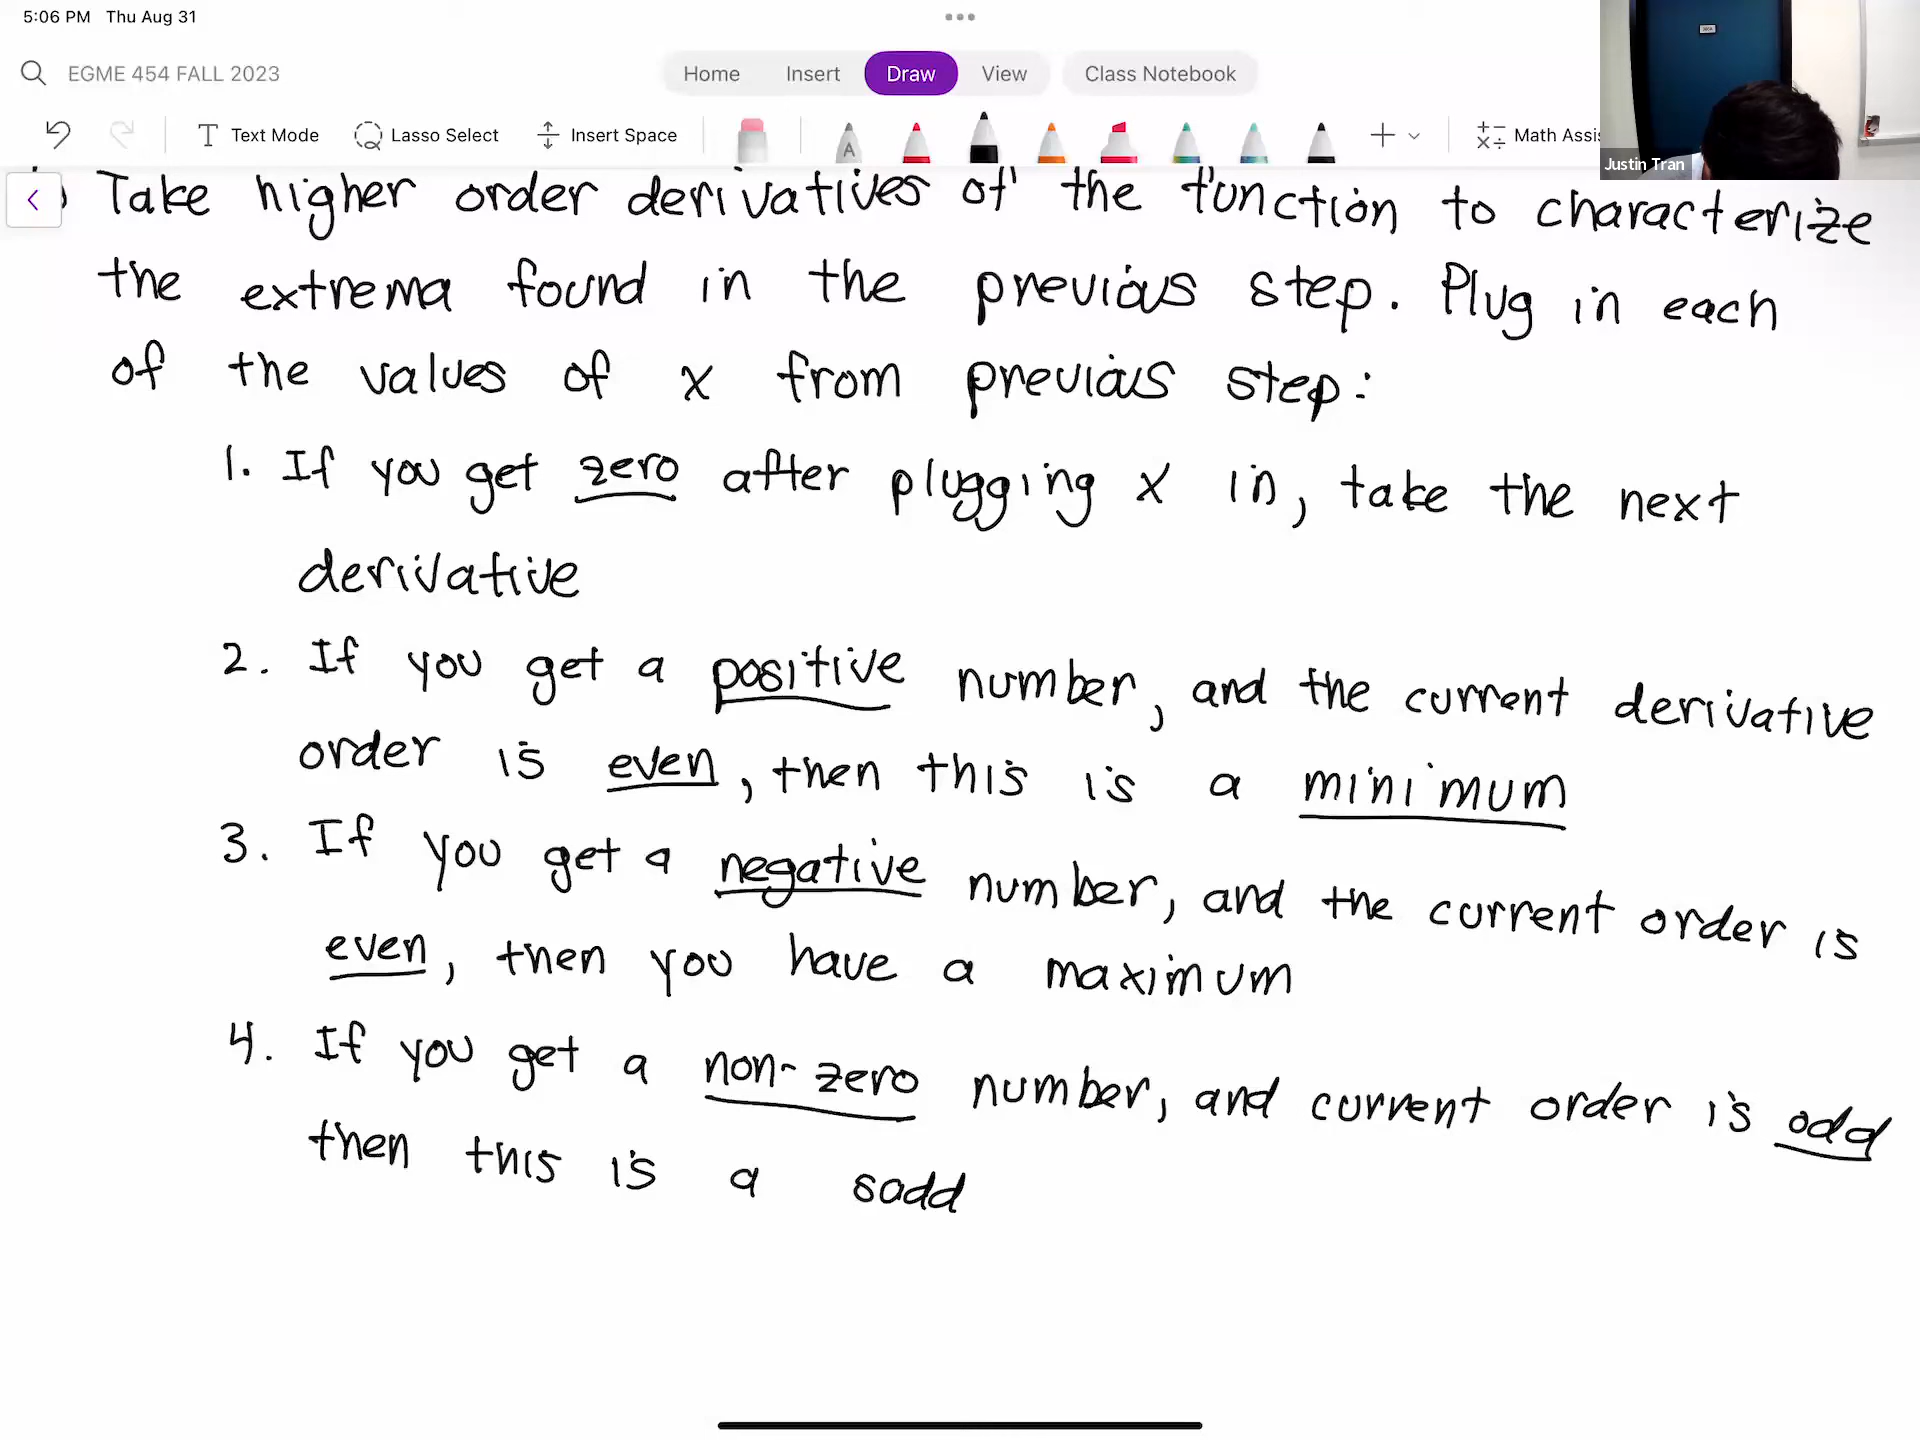 5:06 PM Thu Aug 31
EGME 454 FALL 2023
Home Insert Draw View Class Notebook
Text Mode Lasso Select Insert Space A Math Assis
Justin Tran
Take higher order derivatives of the function to characterize
the extrema found in the previous step. Plug in each
of the values of x from previous step:
1. If you get zero after plugging x in, take the next
derivative
2. If you get a positive number, and the current derivative
order is even, then this is a minimum
3. If you get a negative number, and the current order is
even, then you have a maximum
4. If you get a non-zero number, and current order is odd
then this is a sadd